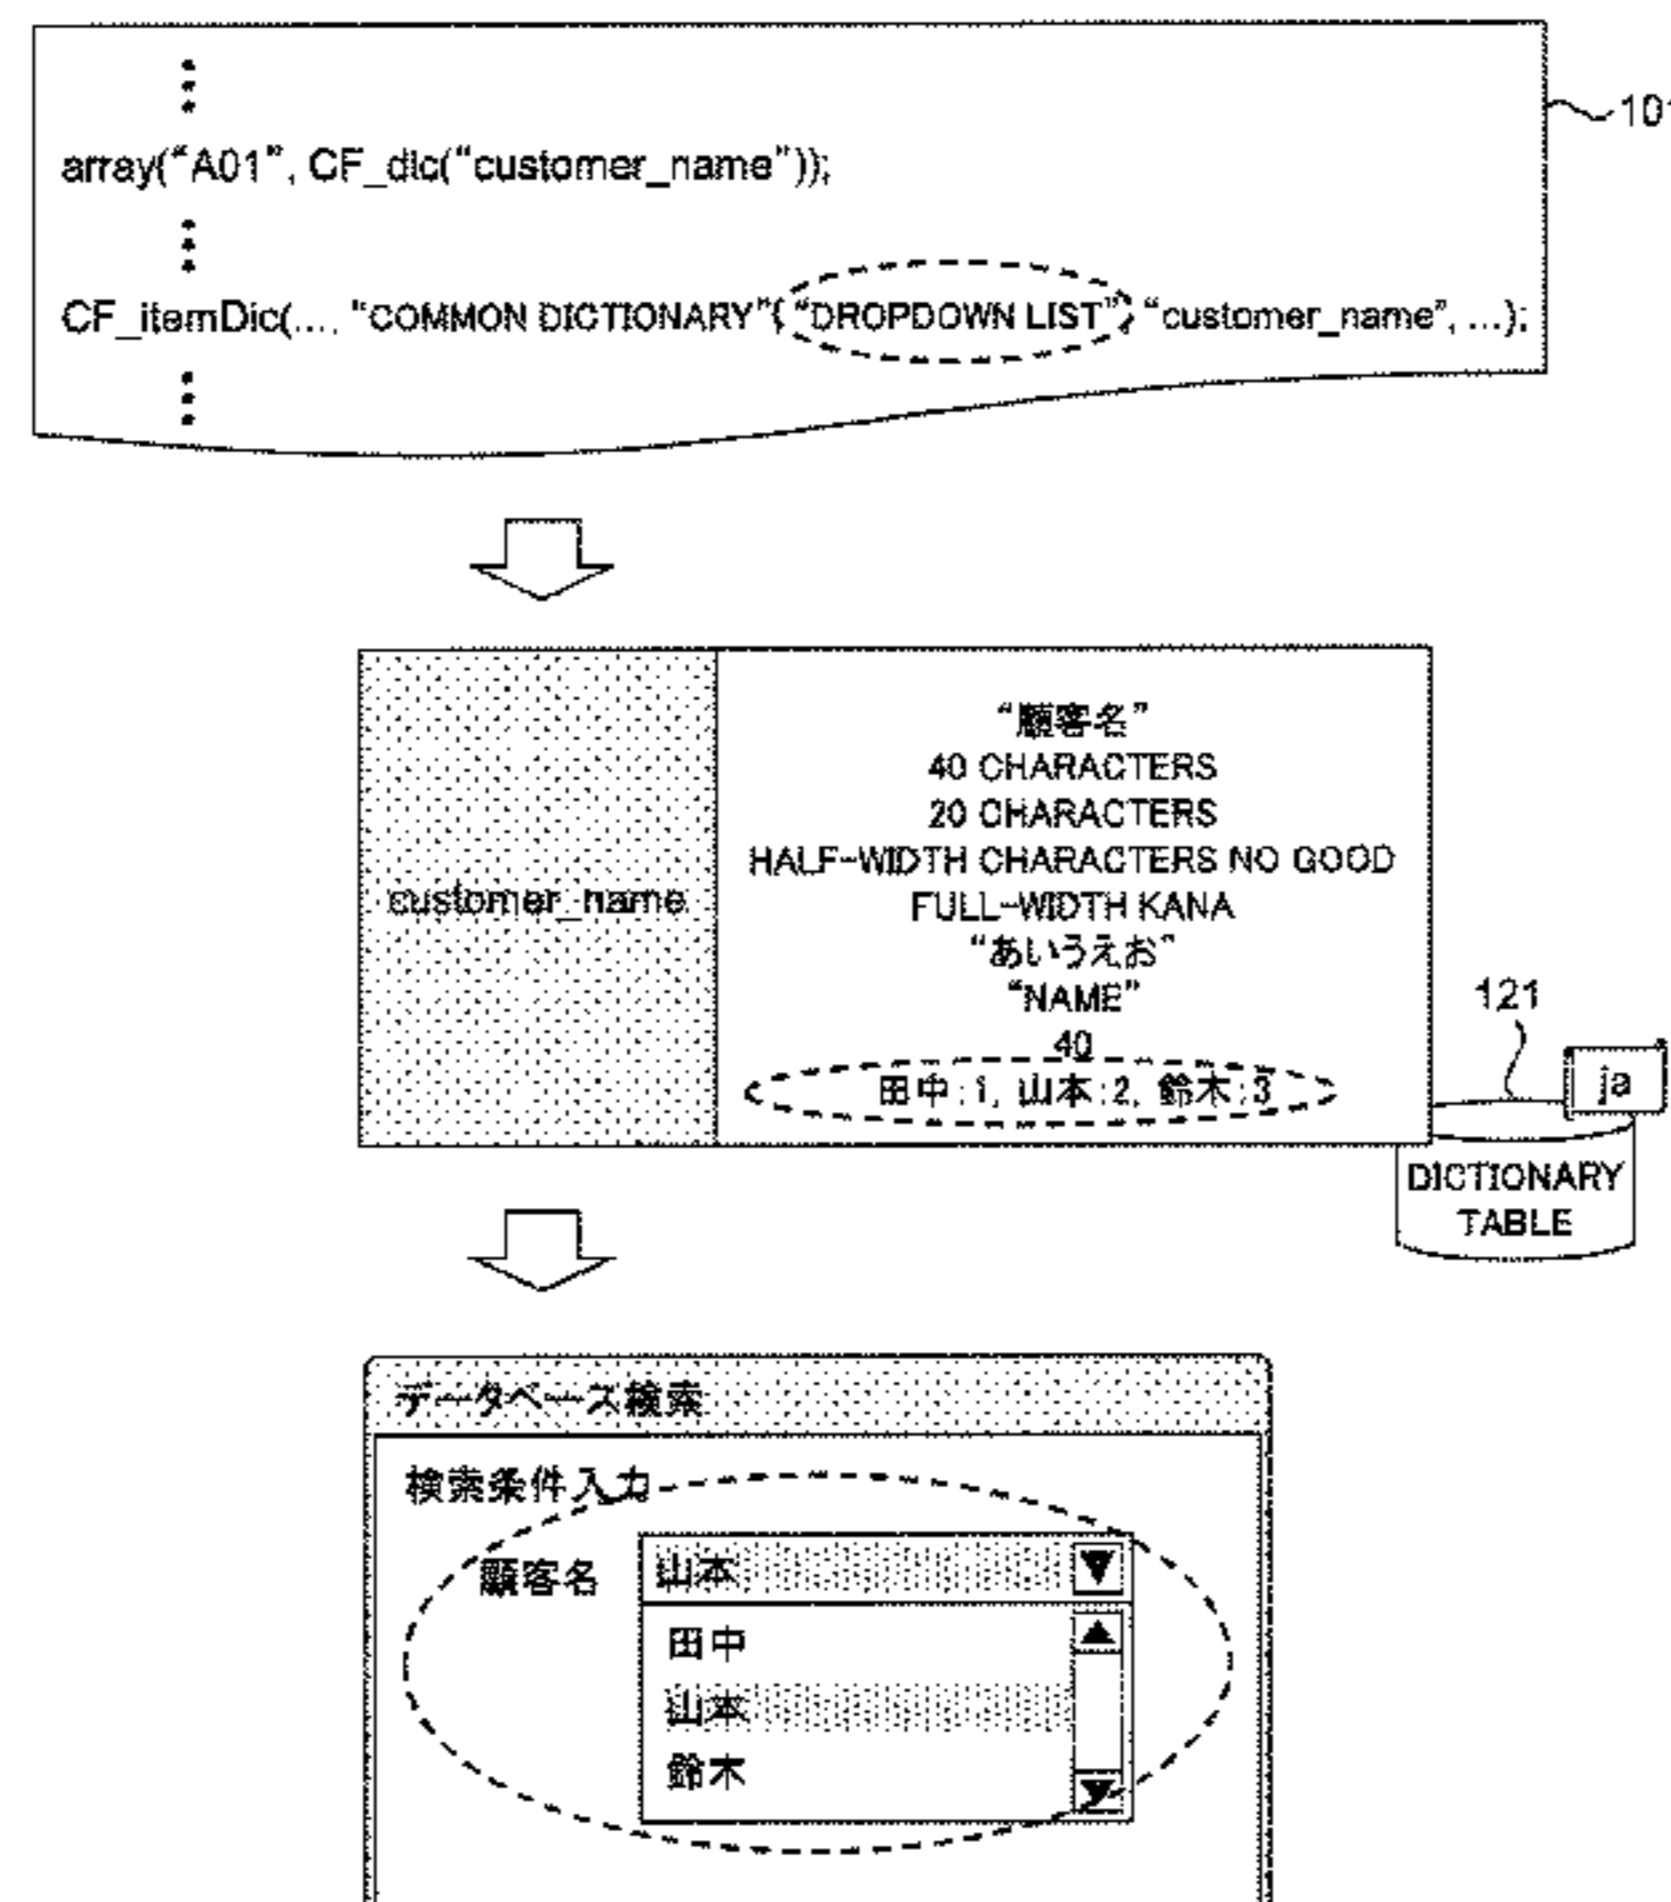 101
array("A01", CF_dic("customer_name"));
CF_itemDic(..., "COMMON DICTIONARY"( "DROPDOWN LIST", "customer_name", ...);
customer_name
"顧客名"
40 CHARACTERS
20 CHARACTERS
HALF-WIDTH CHARACTERS NO GOOD
FULL-WIDTH KANA
"あいうえお"
"NAME"
40
田中:1, 山本:2, 鈴木:3
121
ja
DICTIONARY
TABLE
データベース検索
検索条件入力
顧客名 山本
田中
山本
鈴木